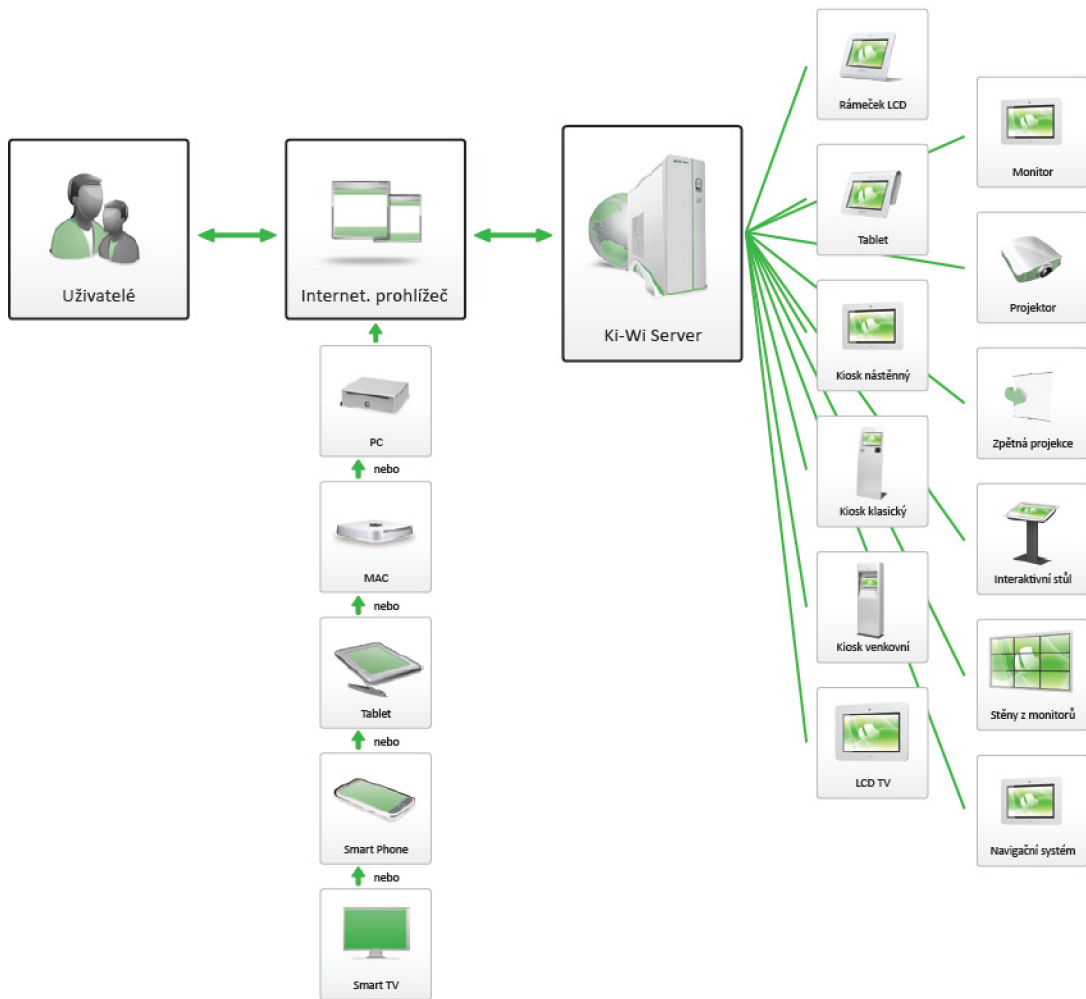 Uživatelé
Internet. prohlížeč
Ki-Wi Server
PC
nebo
MAC
nebo
Tablet
nebo
Smart Phone
nebo
Smart TV
Rámeček LCD
Tablet
Kiosk nástěnný
Kiosk klasický
Kiosk venkovní
LCD TV
Monitor
Projektor
Zpětná projekce
Interaktivní stůl
Stěny z monitorů
Navigační systém